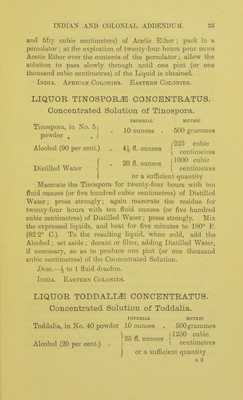 INDIAN AND COLONIAL ADDENDUM. 35
and fifty cubic centimetres) of Acetic Ether; pack in a
percolator; at the expiration of twenty-four hours pour more
Acetic Ether over the contents of the percolator; allow the
solution to pass slowly through until one pint (or one
thousand cubic centimetres) of the Liquid is obtained.
INDIA. AFRICAN COLONIES. EASTERN COLONIES.
LIQUOR TINOSPORÆ CONCENTRATUS.
Concentrated Solution of Tinospora.
IMPERIAL. METRIC
Tinospora, in No. 5 powder . . } . 10 ounces . 500 grammes
Alcohol (90 per cent.) . 4½ fl. ounces { 225 cubic centimetres
Distilled Water { . 20 fl. ounces { 1000 cubic centimetres
or a sufficient quantity
Macerate the Tinospora for twenty-four hours with ten
fluid ounces (or five hundred cubic centimetres) of Distilled
Water; press strongly; again macerate the residue for
twenty-four hours with ten fluid ounces (or five hundred
cubic centimetres) of Distilled Water; press strongly. Mix
the expressed liquids, and heat for five minutes to 180° F.
(82·2° C.). To the resulting liquid, when cold, add the
Alcohol; set aside; decant or filter, adding Distilled Water,
if necessary, so as to produce one pint (or one thousand
cubic centimetres) of the Concentrated Solution.
Dose.—½ to 1 fluid drachm.
INDIA. EASTERN COLONIES.
LIQUOR TODDALIÆ CONCENTRATUS.
Concentrated Solution of Toddalia.
IMPERIAL. METRIC
Toddalia, in No. 40 powder 10 ounces . 500 grammes
Alcohol (20 per cent.) . { 25 fl. ounces . { 1250 cubic centimetres
or a sufficient quantity
D 2